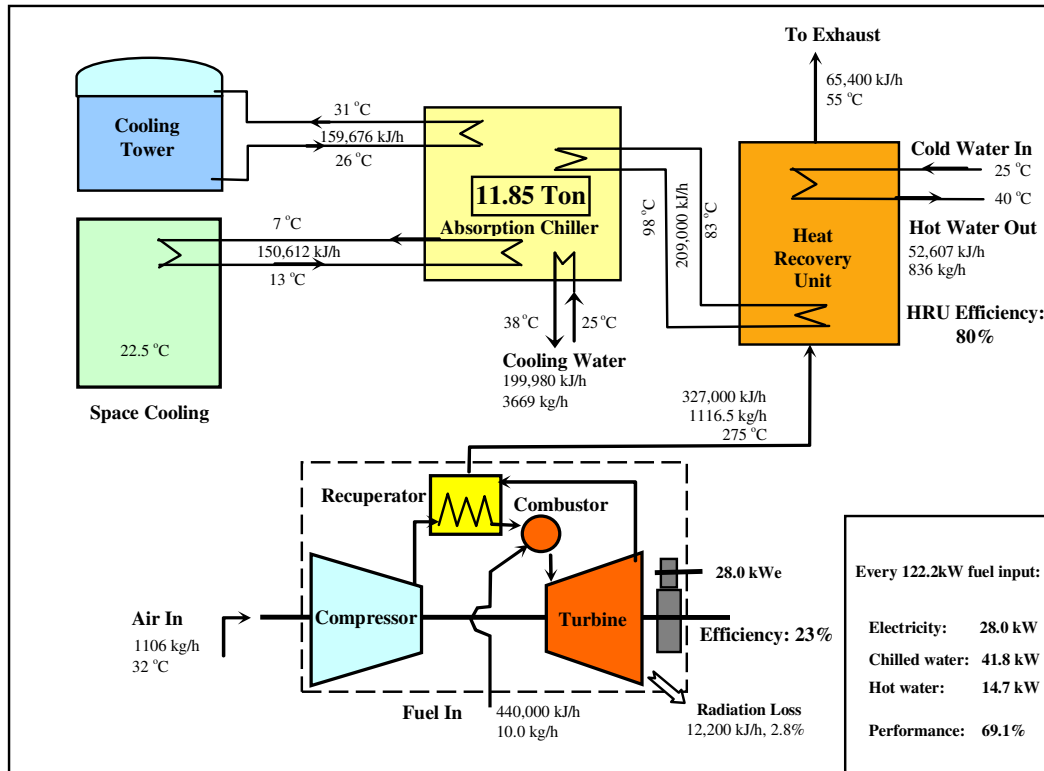 To Exhaust
65,400 kJ/h
55 °C
31 °C
159,676 kJ/h
26 °C
Cooling
Tower
11.85 Ton
Absorption Chiller
98 °C
209,000 kJ/h
83 °C
Cold Water In
25 °C
40 °C
Hot Water Out
52,607 kJ/h
836 kg/h
Heat
Recovery
Unit
HRU Efficiency:
80%
7 °C
150,612 kJ/h
13 °C
22.5 °C
Space Cooling
38 °C
25 °C
Cooling Water
199,980 kJ/h
3669 kg/h
327,000 kJ/h
1116.5 kg/h
275 °C
Recuperator
Combustor
Compressor
Turbine
28.0 kWe
Efficiency: 23%
Air In
1106 kg/h
32 °C
Fuel In
440,000 kJ/h
10.0 kg/h
Radiation Loss
12,200 kJ/h, 2.8%
Every 122.2kW fuel input:
Electricity: 28.0 kW
Chilled water: 41.8 kW
Hot water: 14.7 kW
Performance: 69.1%